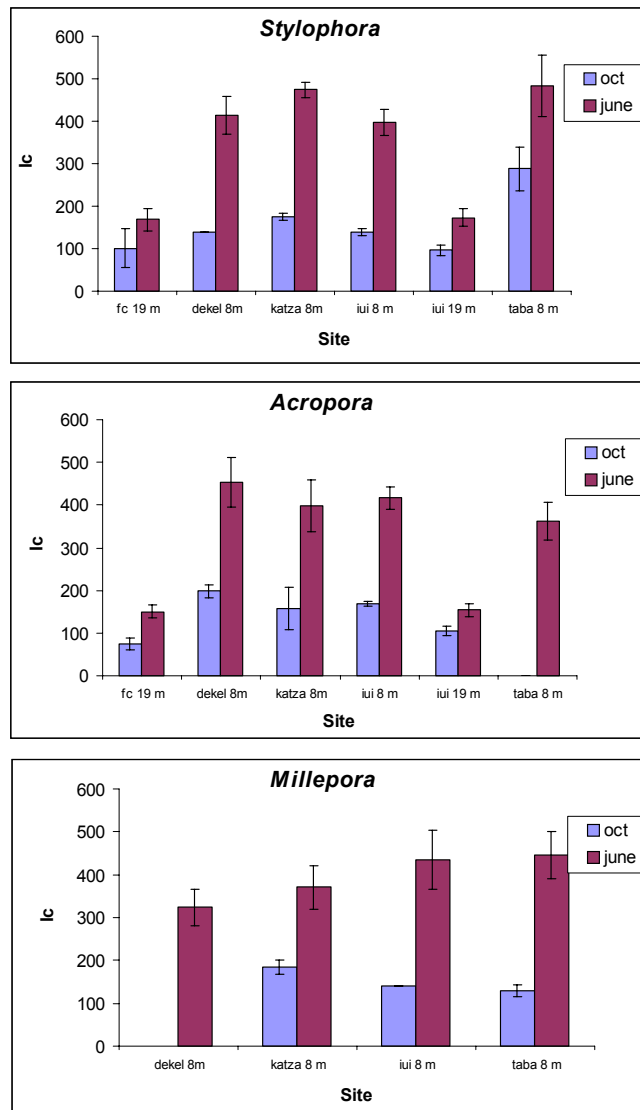 Stylophora
600
500
400
300
200
100
0
Ic
oct
june
fc 19 m dekel 8m katza 8m iui 8 m iui 19 m taba 8 m
Site
Acropora
600
500
400
300
200
100
0
Ic
oct
june
fc 19 m dekel 8m katza 8m iui 8 m iui 19 m taba 8 m
Site
Millepora
600
500
400
300
200
100
0
Ic
oct
june
dekel 8m katza 8 m iui 8 m taba 8 m
Site